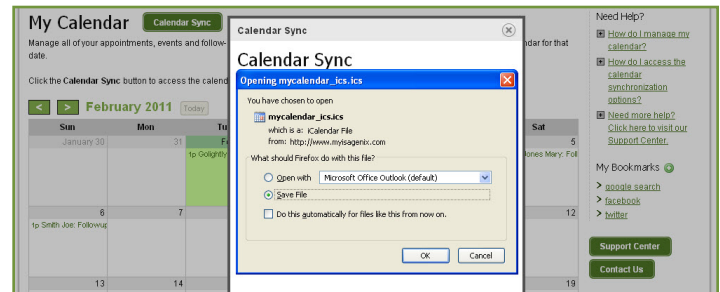 My Calendar
Calendar Sync
Manage all of your appointments, events and follow-
ndar for that
date.
Click the Calendar Sync button to access the calend
< > February 2011 Today
Sun Mon Tu Sat
January 30 31 F 5
1p Golightly
Jones Mary: Foll
6 7 12
1p Smith Joe: Followup
13 14 19
Calendar Sync
Calendar Sync
Opening mycalendar_ics.ics
You have chosen to open
mycalendar_ics.ics
which is a: iCalendar File
from: http://www.myisagenix.com
What should Firefox do with this file?
Open with Microsoft Office Outlook (default)
Save File
Do this automatically for files like this from now on.
OK Cancel
Need Help?
How do I manage my
calendar?
How do I access the
calendar
synchronization
options?
Need more help?
Click here to visit our
Support Center.
My Bookmarks
> google search
> facebook
> twitter
Support Center
Contact Us